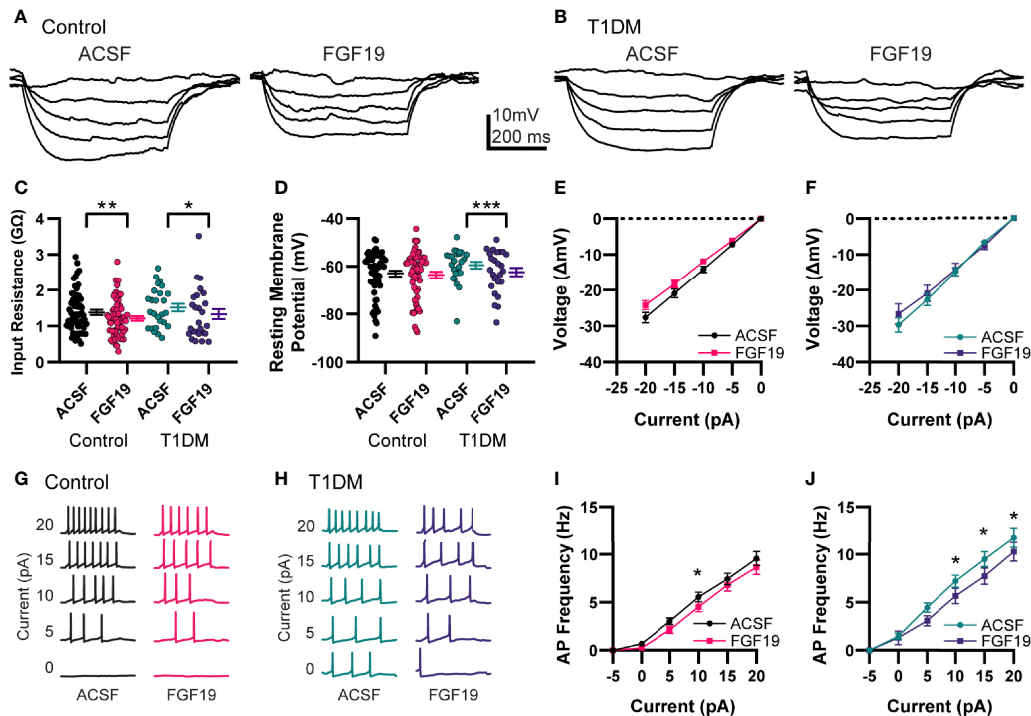 A Control
ACSF FGF19
B T1DM
ACSF FGF19
10mV
200 ms
C
Input Resistance (GΩ)
4
3
2
1
0
** *
ACSF FGF19 ACSF FGF19
Control T1DM
D
Resting Membrane
Potential (mV)
-40
-60
-80
-100
***
ACSF FGF19 ACSF FGF19
Control T1DM
E
Voltage (ΔmV)
0
-10
-20
-30
-40
ACSF
FGF19
-25 -20 -15 -10 -5 0
Current (pA)
F
Voltage (ΔmV)
0
-10
-20
-30
-40
ACSF
FGF19
-25 -20 -15 -10 -5 0
Current (pA)
G Control
Current (pA)
20
15
10
5
0
ACSF FGF19
H T1DM
Current (pA)
20
15
10
5
0
ACSF FGF19
I
AP Frequency (Hz)
15
10
5
0
*
ACSF
FGF19
-5 0 5 10 15 20
Current (pA)
J
AP Frequency (Hz)
15
10
5
0
* * *
ACSF
FGF19
-5 0 5 10 15 20
Current (pA)